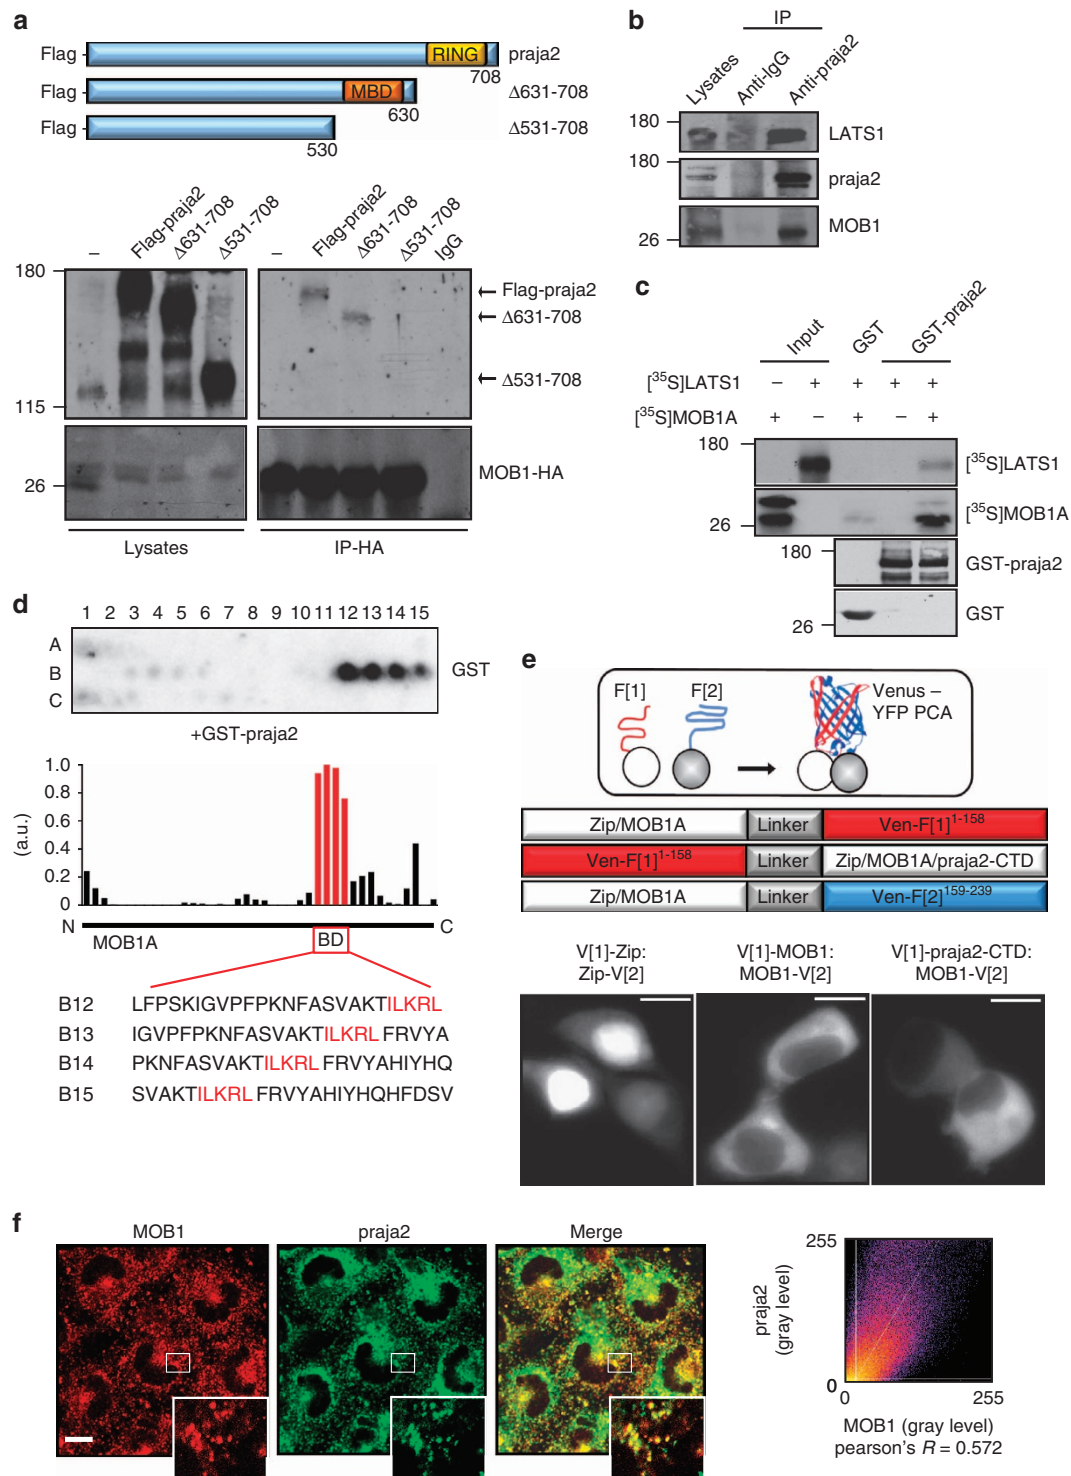 a
Flag
RING
praja2
708
Flag
MBD
Δ631-708
630
Flag
Δ531-708
530
–
Flag-praja2
Δ631-708
Δ531-708
–
Flag-praja2
Δ631-708
Δ531-708
IgG
180
Flag-praja2
Δ631-708
Δ531-708
115
MOB1-HA
26
Lysates
IP-HA
b
IP
Lysates
Anti-IgG
Anti-praja2
180
LATS1
180
praja2
MOB1
26
c
Input
GST
GST-praja2
[³⁵S]LATS1 – + + + +
[³⁵S]MOB1A + – + – +
180
[³⁵S]LATS1
[³⁵S]MOB1A
26
180
GST-praja2
GST
26
d
1 2 3 4 5 6 7 8 9 10 11 12 13 14 15
A
B
GST
C
+GST-praja2
(a.u.)
1.0
0.8
0.6
0.4
0.2
0
N
C
MOB1A
BD
B12 LFPSKIGVPFPKNFASVAKTILKRL
B13 IGVPFPKNFASVAKTILKRLFRVYA
B14 PKNFASVAKTILKRLFRVYAHIYHQ
B15 SVAKTILKRLFRVYAHIYHQHFDSV
e
F[1]
F[2]
Venus –
YFP PCA
Zip/MOB1A Linker Ven-F[1]¹⁻¹⁵⁸
Ven-F[1]¹⁻¹⁵⁸ Linker Zip/MOB1A/praja2-CTD
Zip/MOB1A Linker Ven-F[2]¹⁵⁹⁻²³⁹
V[1]-Zip:
Zip-V[2]
V[1]-MOB1:
MOB1-V[2]
V[1]-praja2-CTD:
MOB1-V[2]
f
MOB1
praja2
Merge
praja2
(gray level)
255
0
0
255
MOB1 (gray level)
pearson's R = 0.572